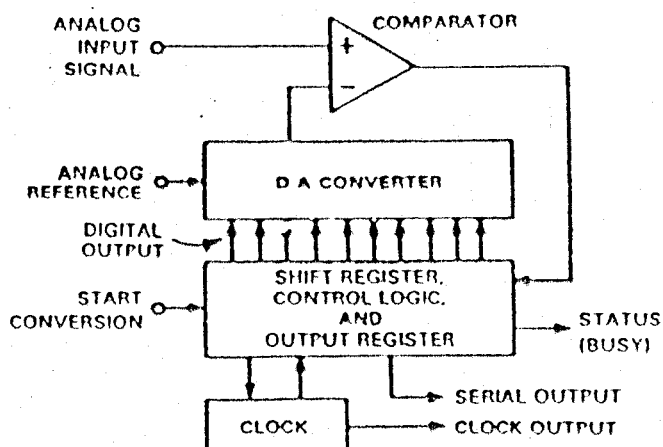 ANALOG
INPUT
SIGNAL
COMPARATOR
+
−
ANALOG
REFERENCE
D A CONVERTER
DIGITAL
OUTPUT
START
CONVERSION
SHIFT REGISTER,
CONTROL LOGIC,
AND
OUTPUT REGISTER
STATUS
(BUSY)
SERIAL OUTPUT
CLOCK
CLOCK OUTPUT